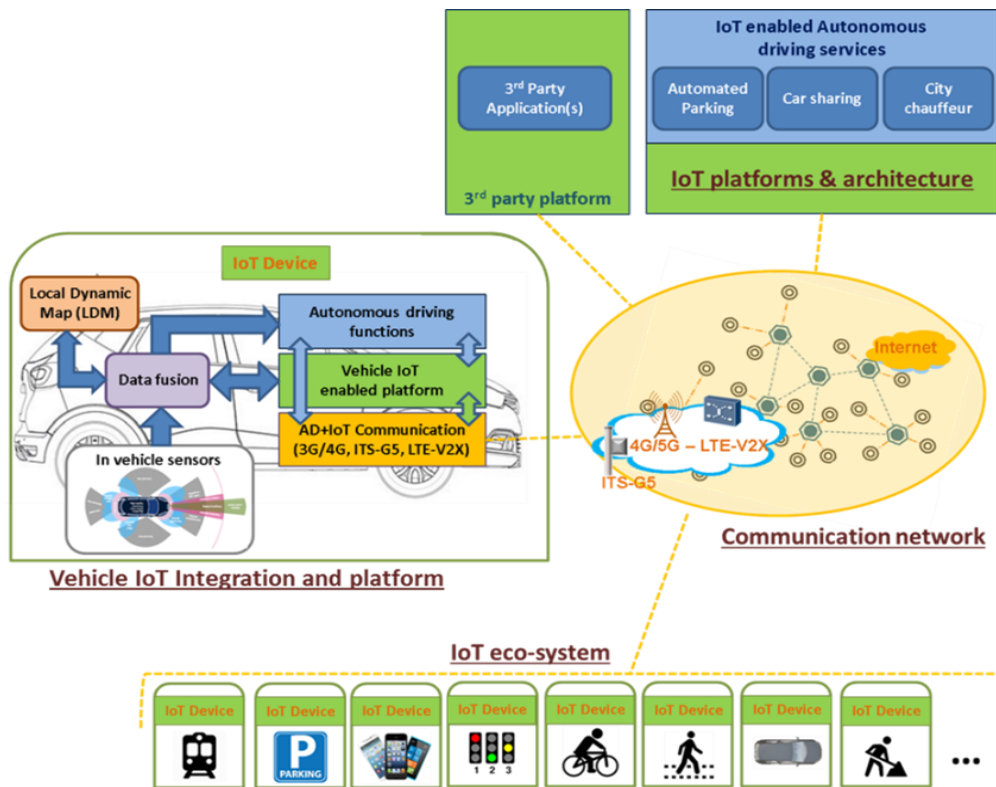 3rd Party
Application(s)
3rd party platform
IoT enabled Autonomous
driving services
Automated
Parking
Car sharing
City
chauffeur
IoT platforms & architecture
IoT Device
Local Dynamic
Map (LDM)
Autonomous driving
functions
Data fusion
Vehicle IoT
enabled platform
AD+IoT Communication
(3G/4G, ITS-G5, LTE-V2X)
In vehicle sensors
Vehicle IoT Integration and platform
Internet
4G/5G – LTE-V2X
ITS-G5
Communication network
IoT eco-system
IoT Device
IoT Device
IoT Device
IoT Device
IoT Device
IoT Device
IoT Device
IoT Device
P
PARKING
1 2 3
...